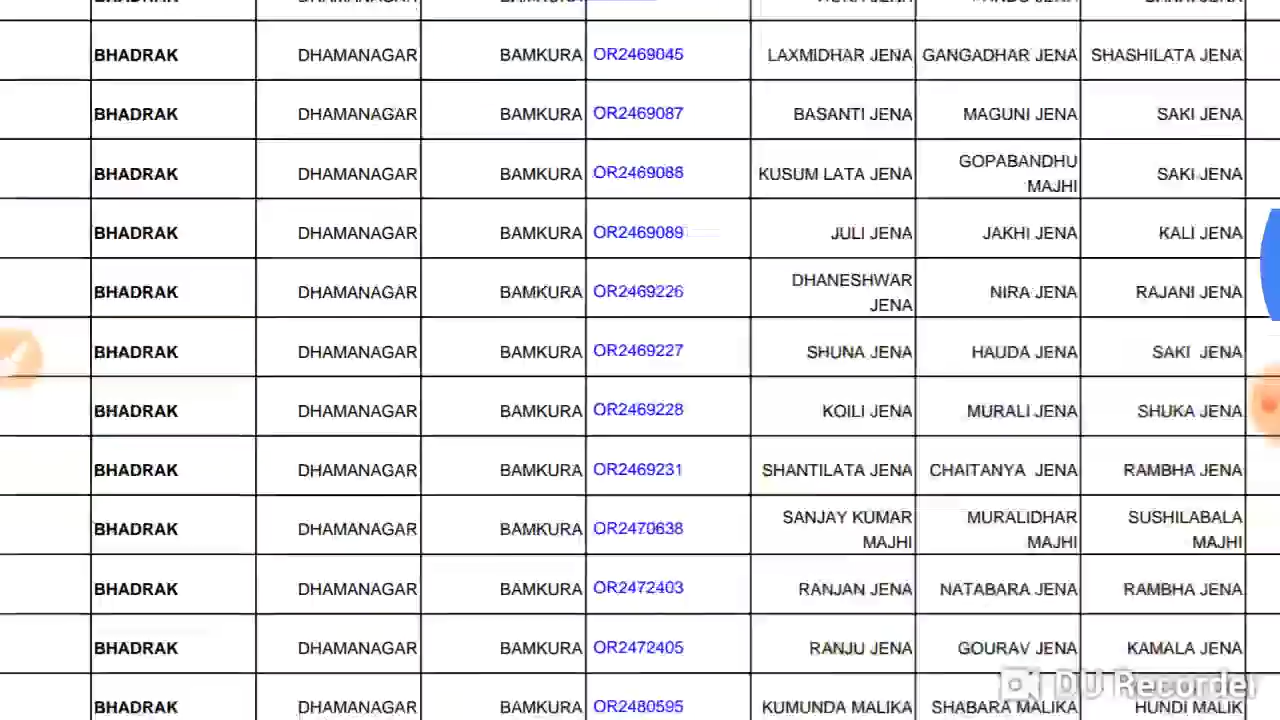 BHADRAK DHAMANAGAR BAMKURA OR2469045 LAXMIDHAR JENA GANGADHAR JENA SHASHILATA JENA
BHADRAK DHAMANAGAR BAMKURA OR2469087 BASANTI JENA MAGUNI JENA SAKI JENA
BHADRAK DHAMANAGAR BAMKURA OR2469088 KUSUM LATA JENA GOPABANDHU MAJHI SAKI JENA
BHADRAK DHAMANAGAR BAMKURA OR2469089 JULI JENA JAKHI JENA KALI JENA
BHADRAK DHAMANAGAR BAMKURA OR2469226 DHANESHWAR JENA NIRA JENA RAJANI JENA
BHADRAK DHAMANAGAR BAMKURA OR2469227 SHUNA JENA HAUDA JENA SAKI JENA
BHADRAK DHAMANAGAR BAMKURA OR2469228 KOILI JENA MURALI JENA SHUKA JENA
BHADRAK DHAMANAGAR BAMKURA OR2469231 SHANTILATA JENA CHAITANYA JENA RAMBHA JENA
BHADRAK DHAMANAGAR BAMKURA OR2470638 SANJAY KUMAR MAJHI MURALIDHAR MAJHI SUSHILABALA MAJHI
BHADRAK DHAMANAGAR BAMKURA OR2472403 RANJAN JENA NATABARA JENA RAMBHA JENA
BHADRAK DHAMANAGAR BAMKURA OR2472405 RANJU JENA GOURAV JENA KAMALA JENA
BHADRAK DHAMANAGAR BAMKURA OR2480595 KUMUNDA MALIKA SHABARA MALIKA HUNDI MALIK
DU Recorder